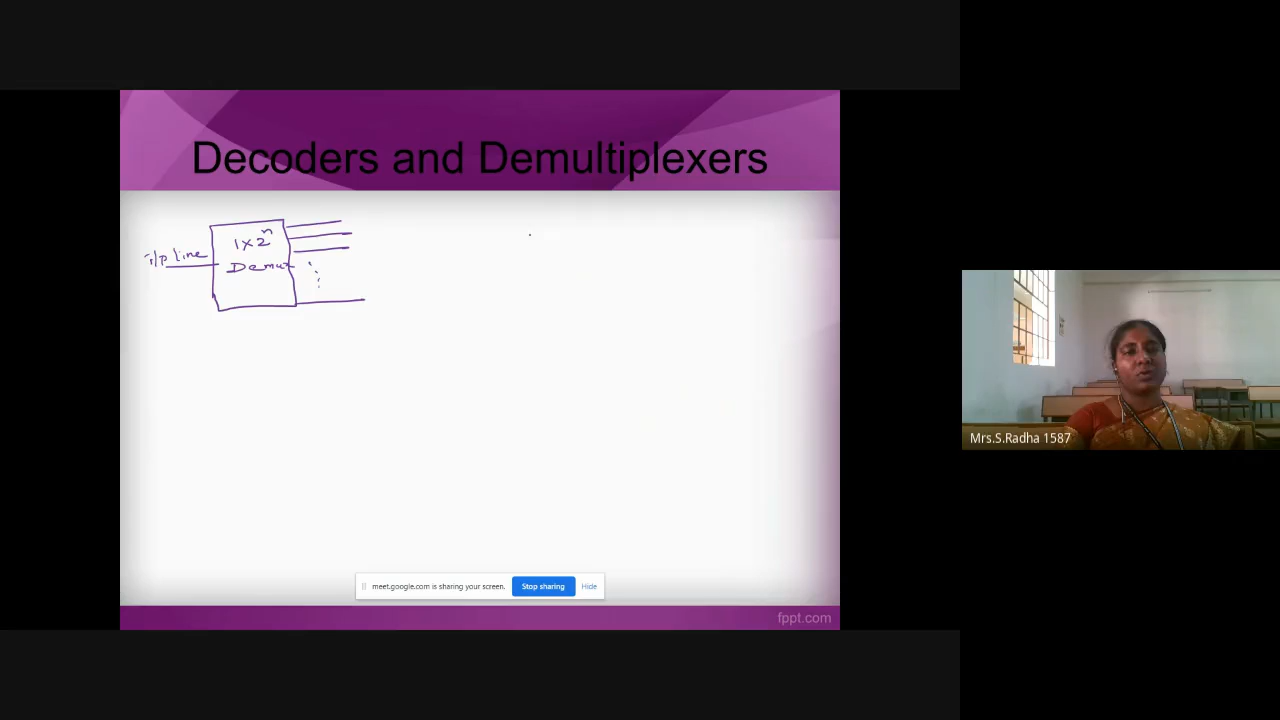 Decoders and Demultiplexers
I/p line
1x2ⁿ
Demux
Mrs.S.Radha 1587
meet.google.com is sharing your screen.
Stop sharing
Hide
fppt.com